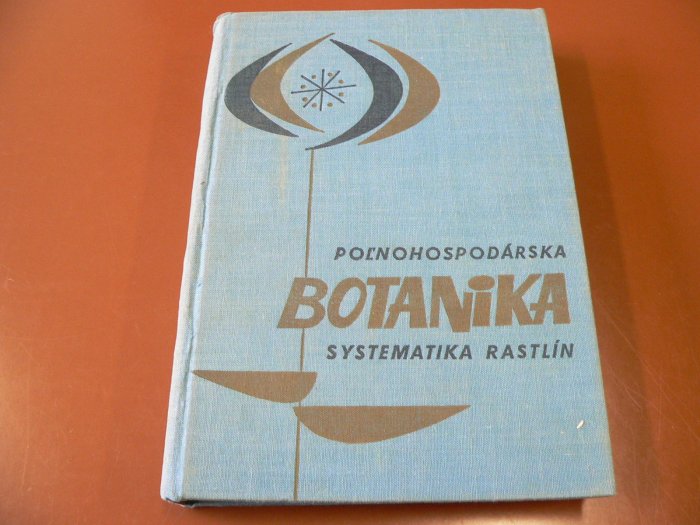 POĽNOHOSPODÁRSKA
BOTANiKA
SYSTEMATIKA RASTLÍN